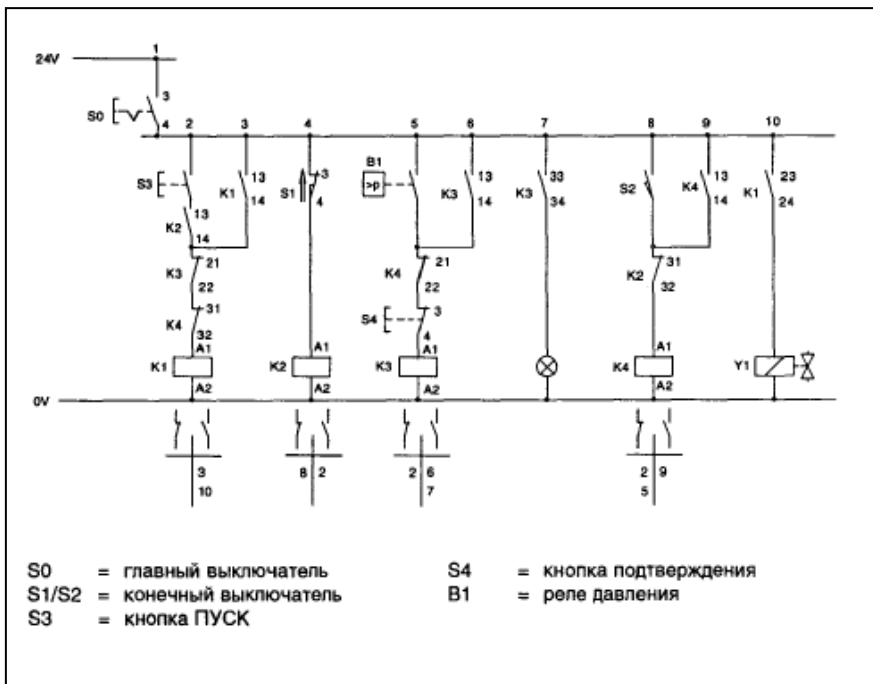 1
24V
3
S0
4
2 3 4 5 6 7 8 9 10
B1
S3 K1 13 14 S1 3 4 >p K3 13 14 K3 33 34 S2 K4 13 14 K1 23 24
K2 13 14
K3 21 22 K4 21 22 K2 31 32
K4 31 32 S4 3 4
K1 A1 K2 A1 K3 A1 K4 A1 Y1
A2 A2 A2 A2
0V
3 8 2 2 6 2 9
10 7 5
S0 = главный выключатель
S1/S2 = конечный выключатель
S3 = кнопка ПУСК
S4 = кнопка подтверждения
B1 = реле давления